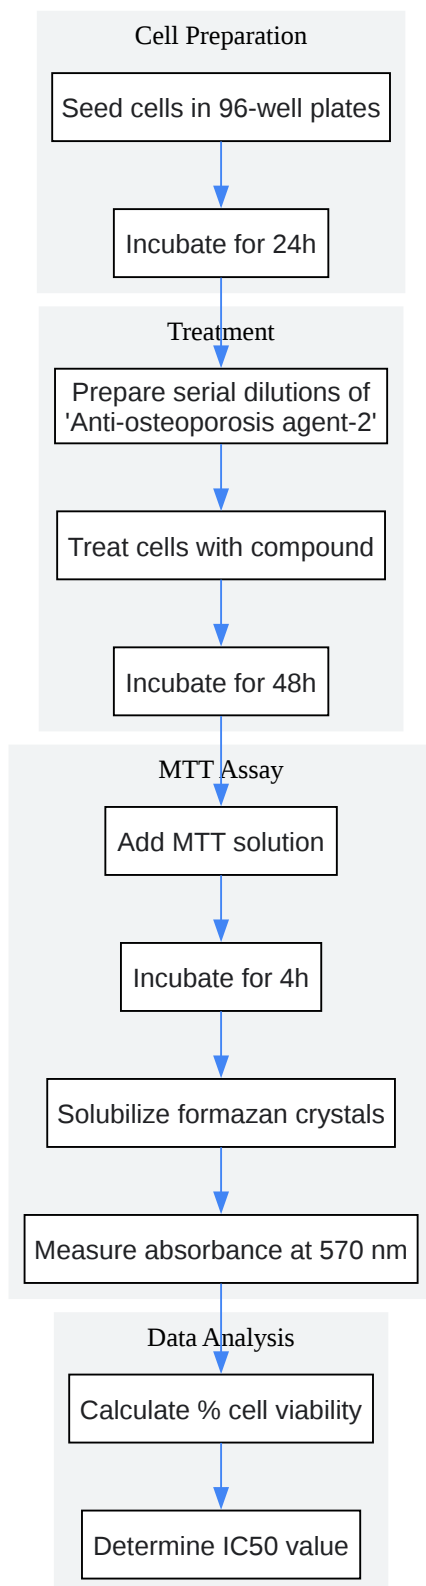 Cell Preparation
Seed cells in 96-well plates
Incubate for 24h
Treatment
Prepare serial dilutions of
'Anti-osteoporosis agent-2'
Treat cells with compound
Incubate for 48h
MTT Assay
Add MTT solution
Incubate for 4h
Solubilize formazan crystals
Measure absorbance at 570 nm
Data Analysis
Calculate % cell viability
Determine IC50 value